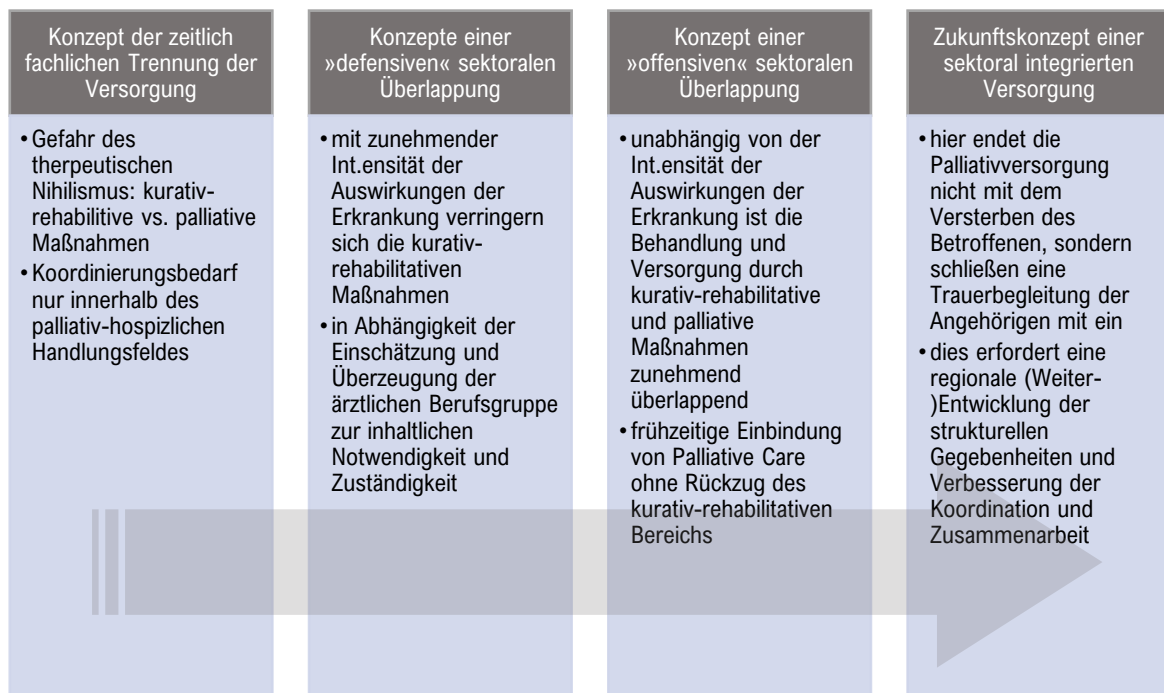 Konzept der zeitlich
fachlichen Trennung der
Versorgung
• Gefahr des
therpeutischen
Nihilismus: kurativ-
rehabilitive vs. palliative
Maßnahmen
• Koordinierungsbedarf
nur innerhalb des
palliativ-hospizlichen
Handlungsfeldes
Konzepte einer
»defensiven« sektoralen
Überlappung
• mit zunehmender
Int.ensität der
Auswirkungen der
Erkrankung verringern
sich die kurativ-
rehabilitativen
Maßnahmen
• in Abhängigkeit der
Einschätzung und
Überzeugung der
ärztlichen Berufsgruppe
zur inhaltlichen
Notwendigkeit und
Zuständigkeit
Konzept einer
»offensiven« sektoralen
Überlappung
• unabhängig von der
Int.ensität der
Auswirkungen der
Erkrankung ist die
Behandlung und
Versorgung durch
kurativ-rehabilitative
und palliative
Maßnahmen
zunehmend
überlappend
• frühzeitige Einbindung
von Palliative Care
ohne Rückzug des
kurativ-rehabilitativen
Bereichs
Zukunftskonzept einer
sektoral integrierten
Versorgung
• hier endet die
Palliativversorgung
nicht mit dem
Versterben des
Betroffenen, sondern
schließen eine
Trauerbegleitung der
Angehörigen mit ein
• dies erfordert eine
regionale (Weiter-
)Entwicklung der
strukturellen
Gegebenheiten und
Verbesserung der
Koordination und
Zusammenarbeit